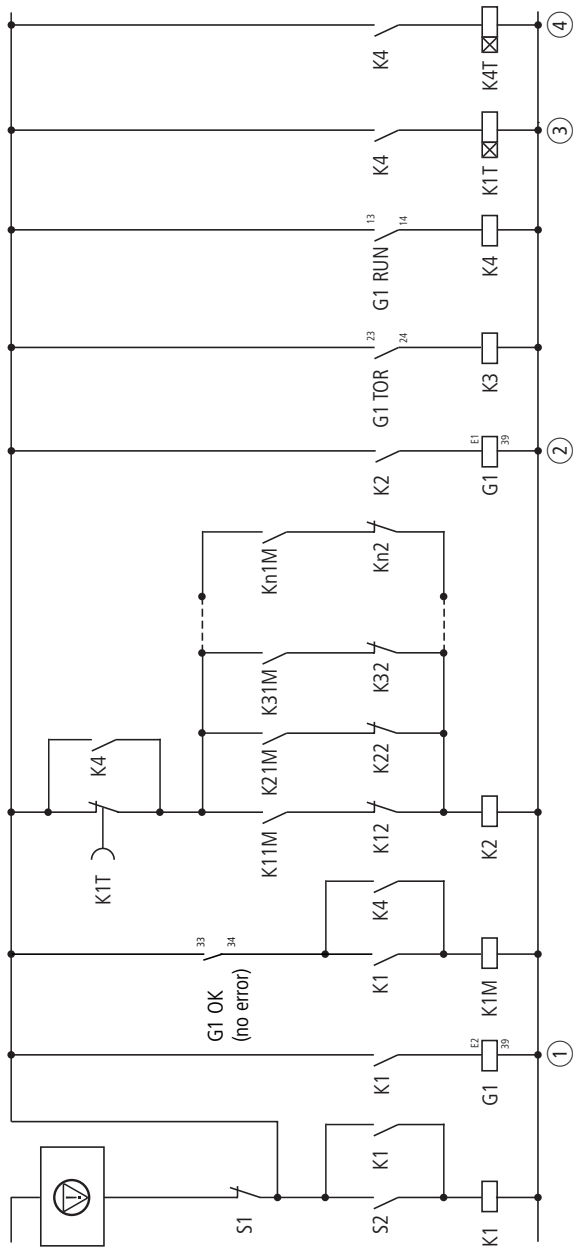 S1
S2
K1
K1
K1
G1
E2
39
①
G1 OK
(no error)
33
34
K1
K4
K1M
K1T
K4
K11M
K12
K2
K21M
K22
K31M
K32
Kn1M
Kn2
K2
G1
E1
39
②
G1 TOR
23
24
K3
G1 RUN
13
14
K4
K4
K1T
③
K4
K4T
④